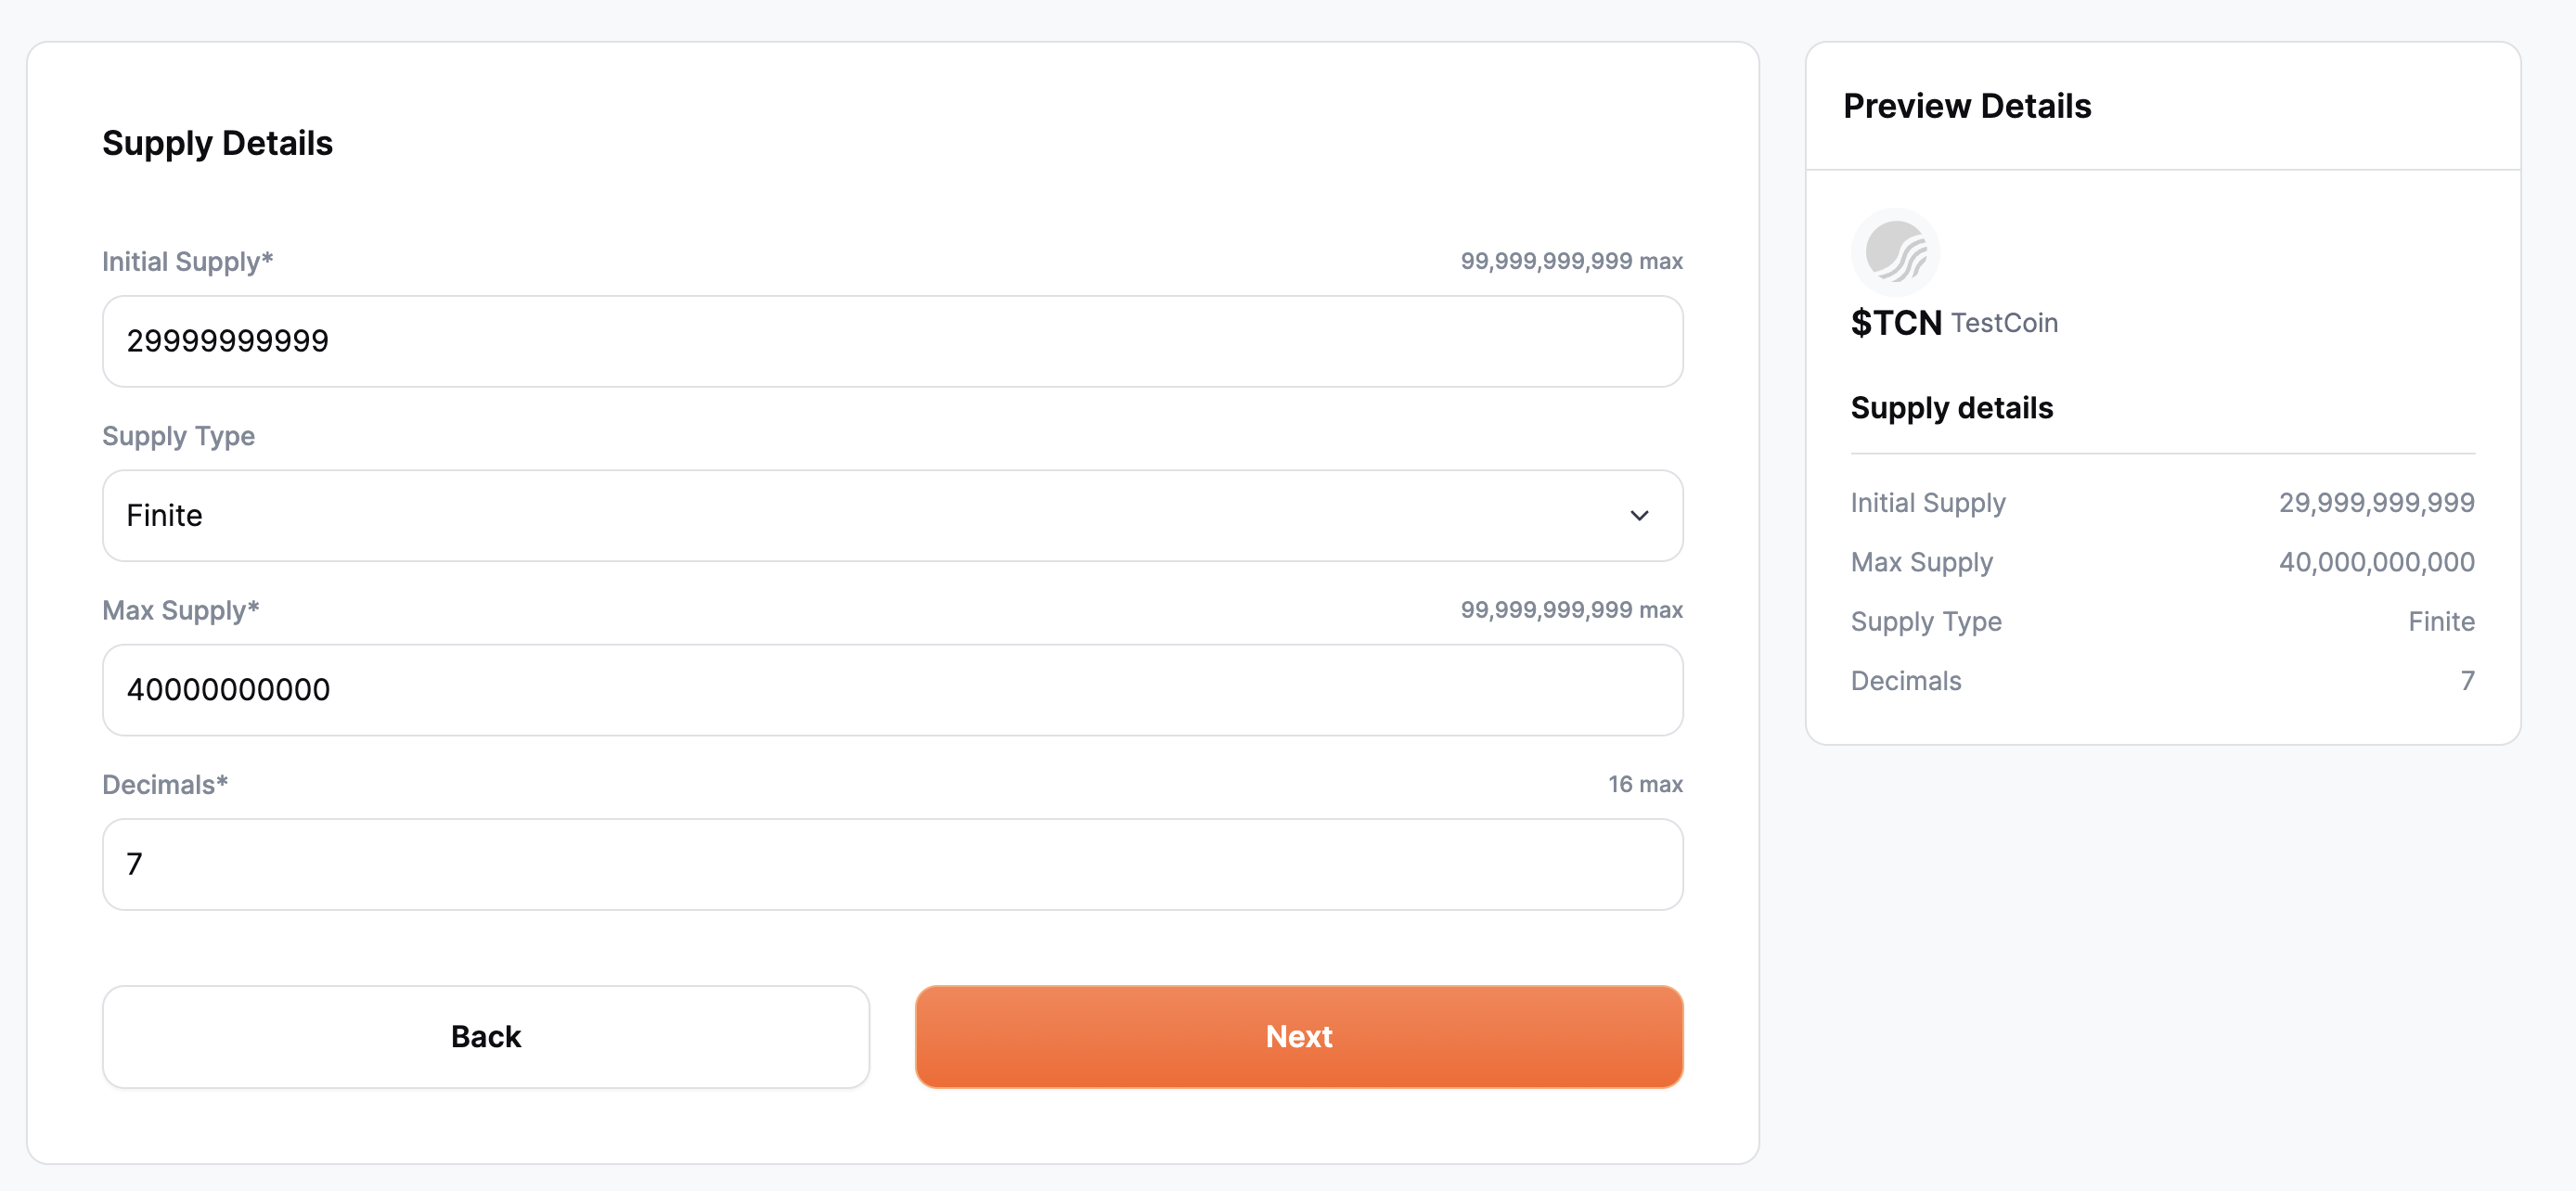 Supply Details
Initial Supply* 99,999,999,999 max
29999999999
Supply Type
Finite
Max Supply* 99,999,999,999 max
40000000000
Decimals* 16 max
7
Back Next
Preview Details
$TCN TestCoin
Supply details
Initial Supply 29,999,999,999
Max Supply 40,000,000,000
Supply Type Finite
Decimals 7